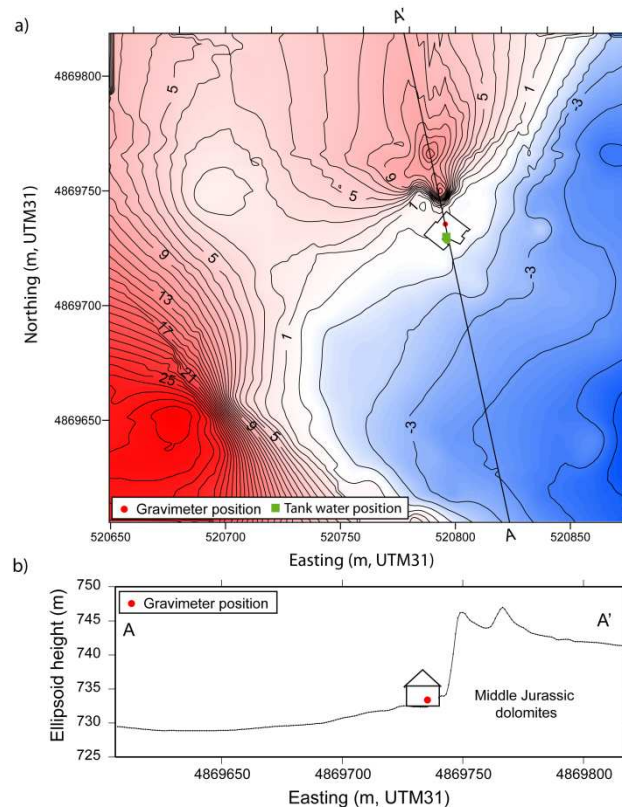 a)
A'
4869800
4869750
4869700
4869650
Northing (m, UTM31)
5
5
1
-3
9
5
1
9
5
-3
13
17
21
25
1
9
-3
5
Gravimeter position
Tank water position
A
520650
520700
520750
520800
520850
Easting (m, UTM31)
b)
750
745
740
735
730
725
Ellipsoid height (m)
Gravimeter position
A
A'
Middle Jurassic
dolomites
4869650
4869700
4869750
4869800
Easting (m, UTM31)